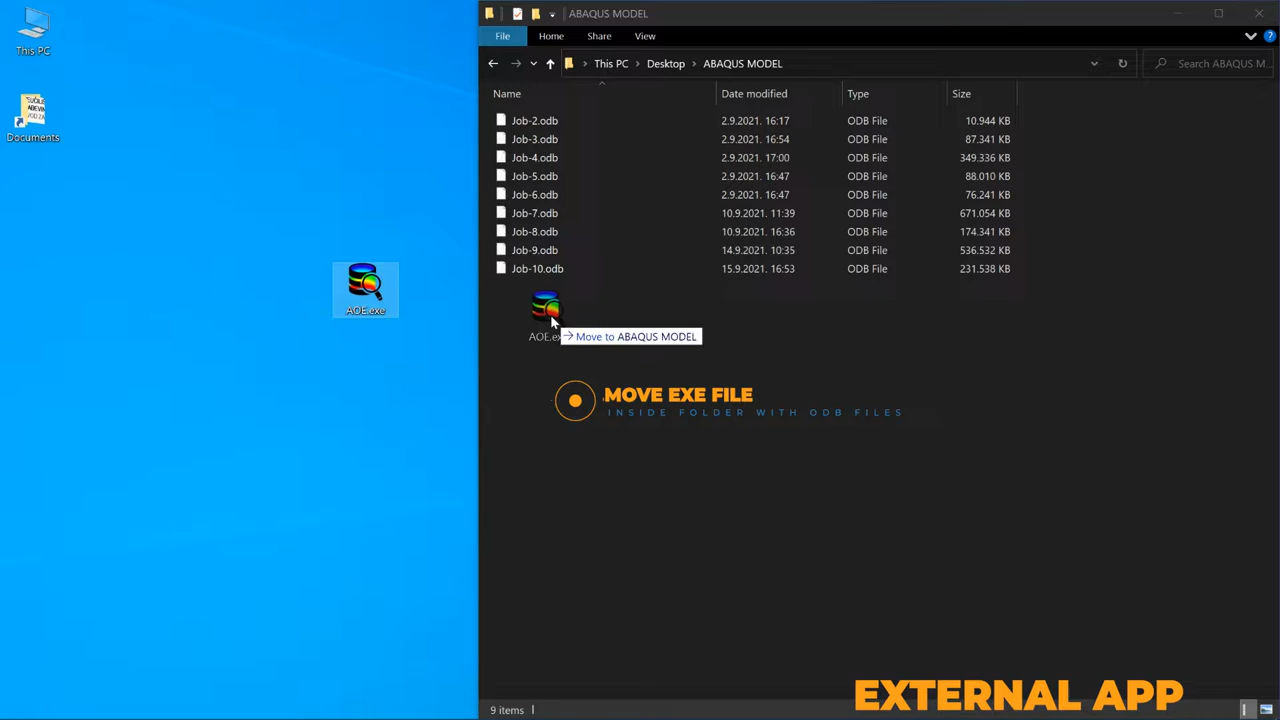 This PC
Documents
AOE.exe
ABAQUS MODEL
File Home Share View
This PC Desktop ABAQUS MODEL
Search ABAQUS M...
Name Date modified Type Size
Job-2.odb 2.9.2021. 16:17 ODB File 10.944 KB
Job-3.odb 2.9.2021. 16:54 ODB File 87.341 KB
Job-4.odb 2.9.2021. 17:00 ODB File 349.336 KB
Job-5.odb 2.9.2021. 16:47 ODB File 88.010 KB
Job-6.odb 2.9.2021. 16:47 ODB File 76.241 KB
Job-7.odb 10.9.2021. 11:39 ODB File 671.054 KB
Job-8.odb 10.9.2021. 16:36 ODB File 174.341 KB
Job-9.odb 14.9.2021. 10:35 ODB File 536.532 KB
Job-10.odb 15.9.2021. 16:53 ODB File 231.538 KB
AOE.ex
Move to ABAQUS MODEL
MOVE EXE FILE
INSIDE FOLDER WITH ODB FILES
EXTERNAL APP
9 items